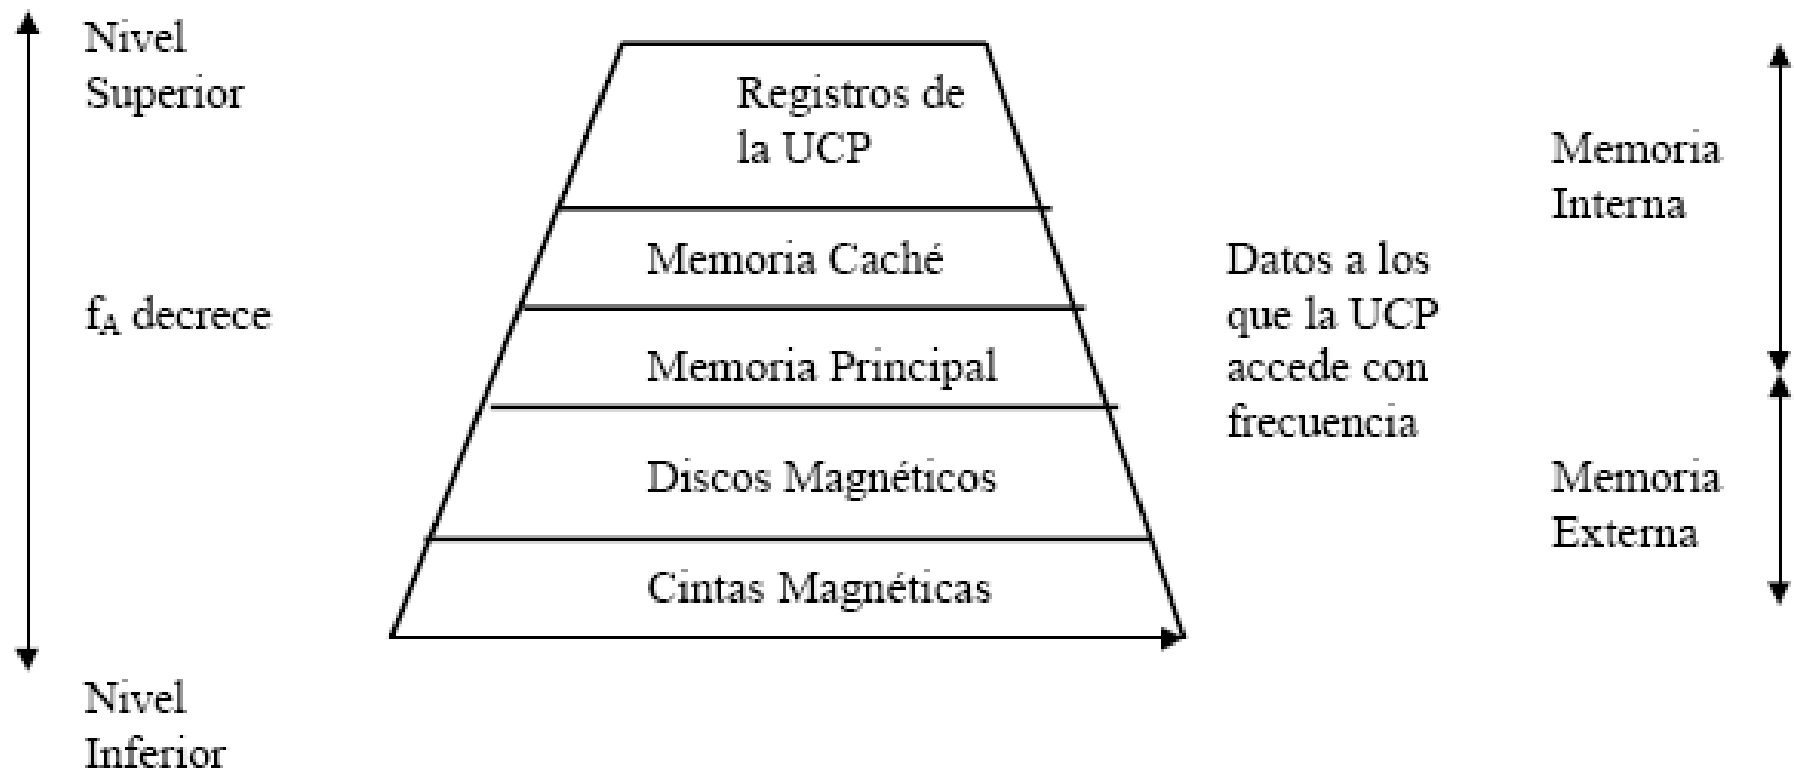 Nivel
Superior
f_A decrece
Nivel
Inferior
Registros de
la UCP
Memoria Caché
Memoria Principal
Discos Magnéticos
Cintas Magnéticas
Datos a los
que la UCP
accede con
frecuencia
Memoria
Interna
Memoria
Externa